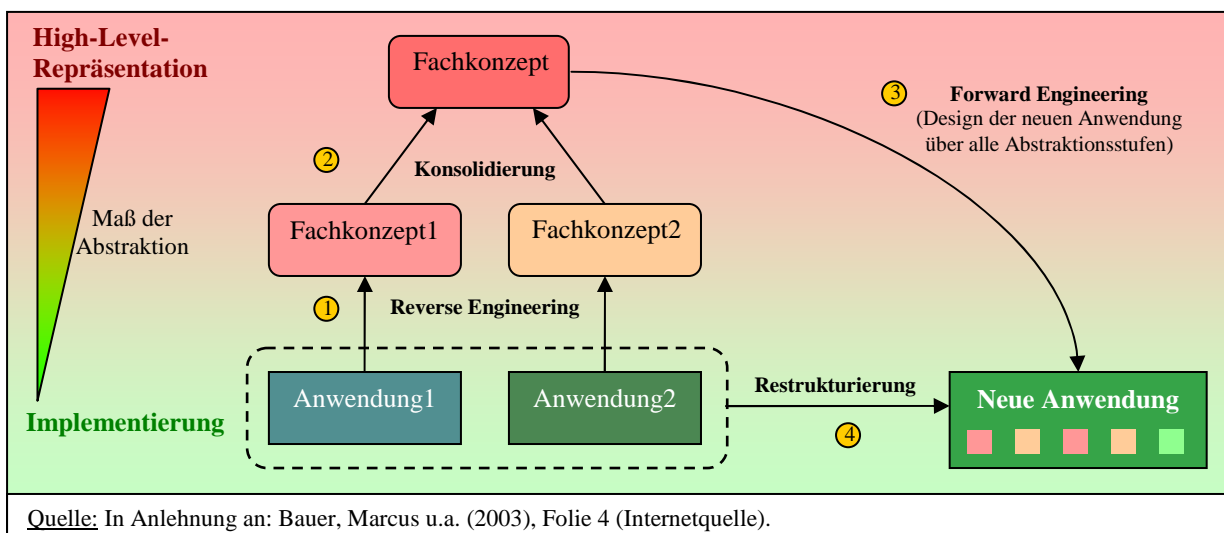 High-Level-
Repräsentation
Fachkonzept
3
Forward Engineering
(Design der neuen Anwendung
über alle Abstraktionsstufen)
2
Konsolidierung
Maß der
Abstraktion
Fachkonzept1
Fachkonzept2
1
Reverse Engineering
Anwendung1
Anwendung2
Restrukturierung
4
Neue Anwendung
Implementierung
Quelle: In Anlehnung an: Bauer, Marcus u.a. (2003), Folie 4 (Internetquelle).